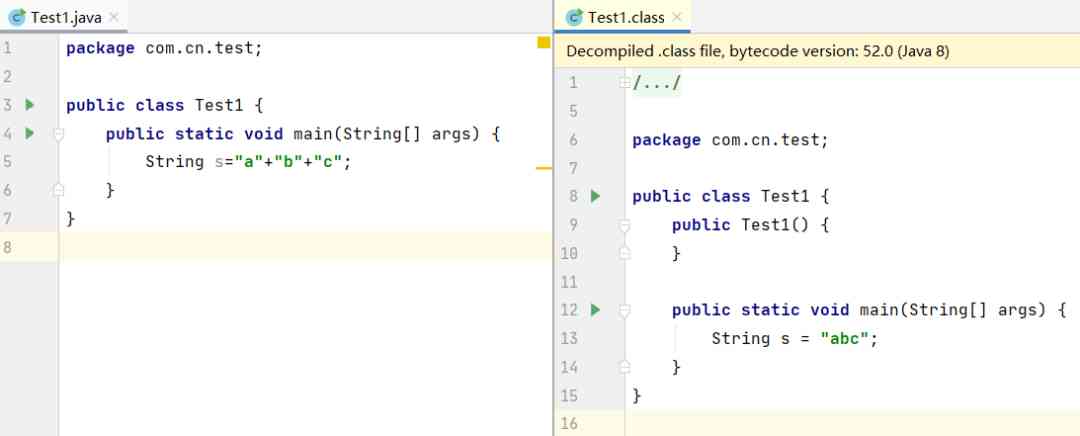 Test1.java
1 package com.cn.test;
2
3 public class Test1 {
4 public static void main(String[] args) {
5 String s="a"+"b"+"c";
6 }
7 }
8
Test1.class
Decompiled .class file, bytecode version: 52.0 (Java 8)
1 /.../
5
6 package com.cn.test;
7
8 public class Test1 {
9 public Test1() {
10 }
11
12 public static void main(String[] args) {
13 String s = "abc";
14 }
15 }
16